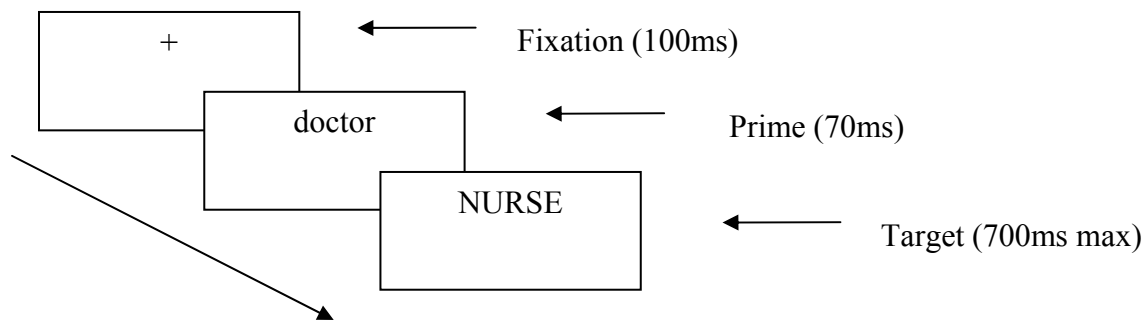 +
Fixation (100ms)
doctor
Prime (70ms)
NURSE
Target (700ms max)